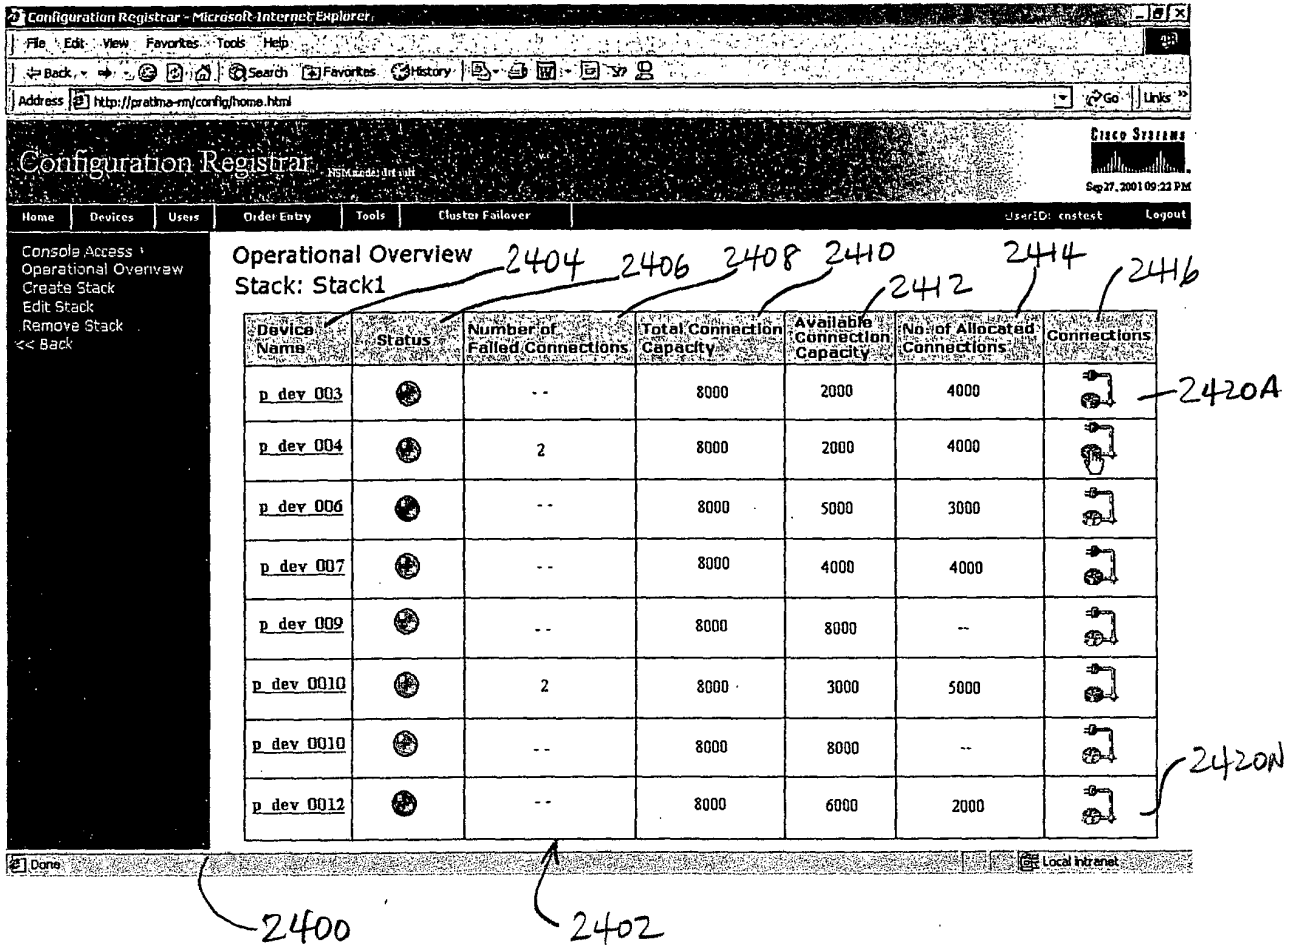 Configuration Registrar - Microsoft Internet Explorer
File Edit View Favorites Tools Help
Back Search Favorites History
Address http://pratima-rm/config/home.html Go Links »
Configuration Registrar
Cisco Systems
Sep 27, 2001 09:22 PM
Home Devices Users Order Entry Tools Cluster Failover UserID: cnstest Logout
Console Access
Operational Overview
Create Stack
Edit Stack
Remove Stack
<< Back
Operational Overview
Stack: Stack1
2404 2406 2408 2410 2412 2414 2416
Device Name Status Number of Failed Connections Total Connection Capacity Available Connection Capacity No. of Allocated Connections Connections
p_dev_003 -- 8000 2000 4000 2420A
p_dev_004 2 8000 2000 4000
p_dev_006 -- 8000 5000 3000
p_dev_007 -- 8000 4000 4000
p_dev_009 -- 8000 8000 --
p_dev_0010 2 8000 3000 5000
p_dev_0010 -- 8000 8000 --
p_dev_0012 -- 8000 6000 2000 2420N
Done Local intranet
2400 2402